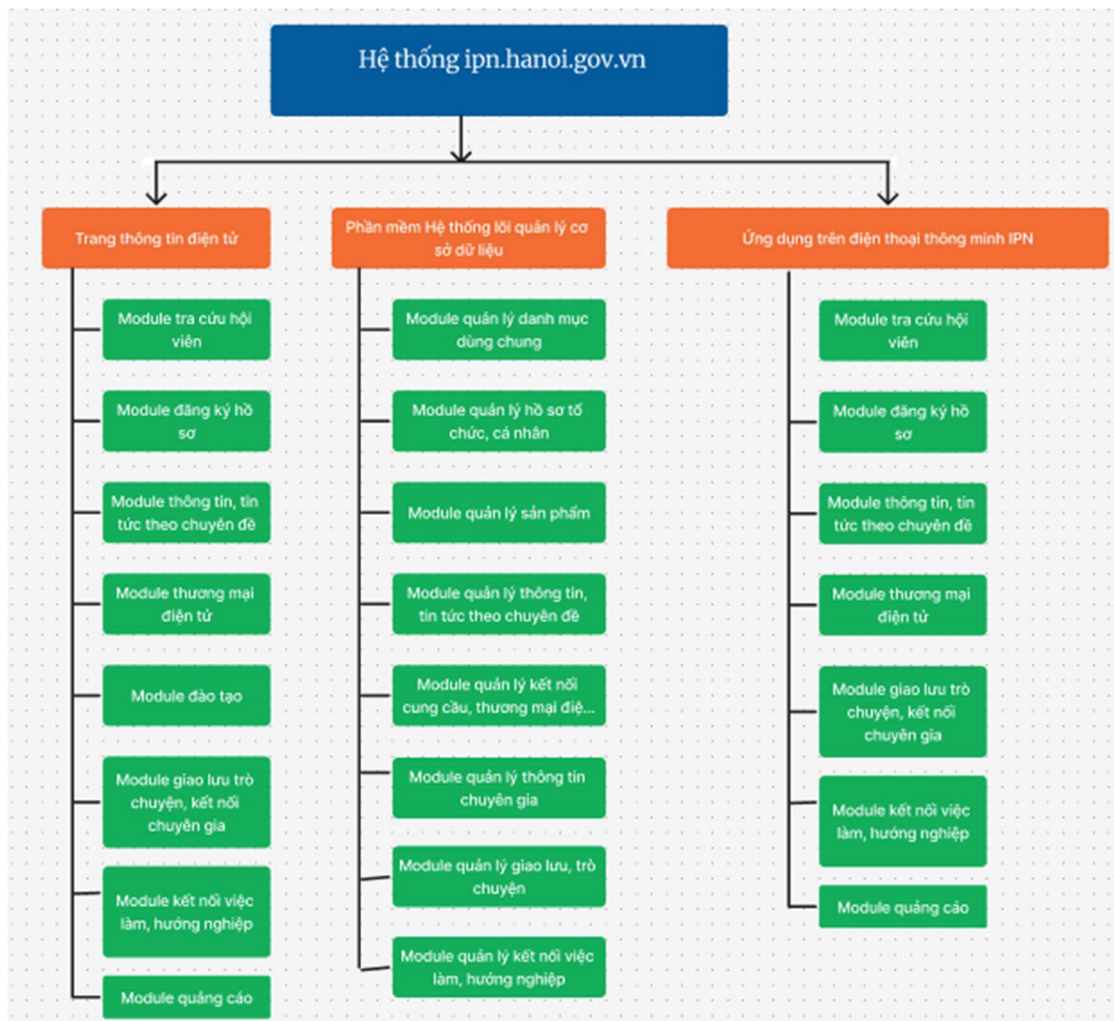 Hệ thống ipn.hanoi.gov.vn
Trang thông tin điện tử
Module tra cứu hội
viên
Module đăng ký hồ
sơ
Module thông tin, tin
tức theo chuyên đề
Module thương mại
điện tử
Module đào tạo
Module giao lưu trò
chuyện, kết nối
chuyên gia
Module kết nối việc
làm, hướng nghiệp
Module quảng cáo
Phần mềm Hệ thống lõi quản lý cơ
sở dữ liệu
Module quản lý danh mục
dùng chung
Module quản lý hồ sơ tổ
chức, cá nhân
Module quản lý sản phẩm
Module quản lý thông tin,
tin tức theo chuyên đề
Module quản lý kết nối
cung cầu, thương mại điệ...
Module quản lý thông tin
chuyên gia
Module quản lý giao lưu, trò
chuyện
Module quản lý kết nối việc
làm, hướng nghiệp
Ứng dụng trên điện thoại thông minh IPN
Module tra cứu hội
viên
Module đăng ký hồ
sơ
Module thông tin, tin
tức theo chuyên đề
Module thương mại
điện tử
Module giao lưu trò
chuyện, kết nối
chuyên gia
Module kết nối việc
làm, hướng nghiệp
Module quảng cáo